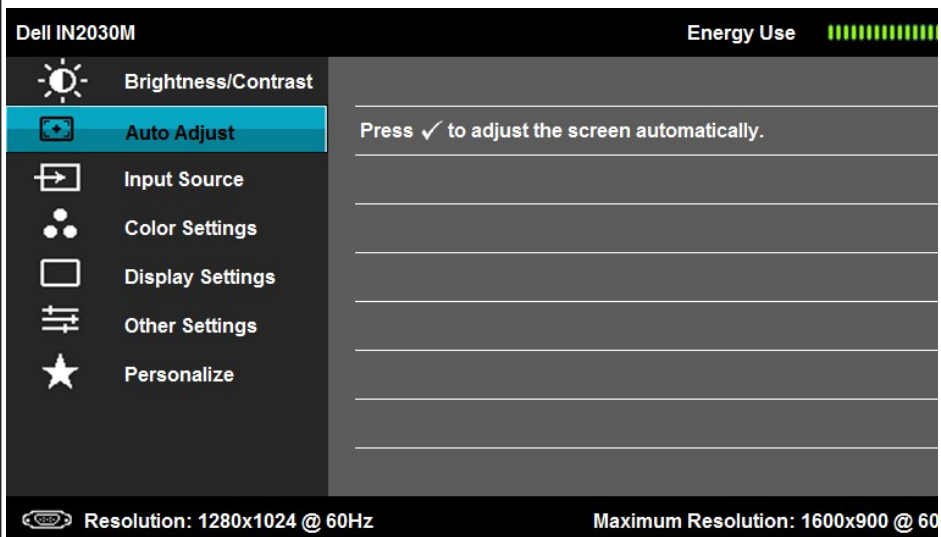 Dell IN2030M Energy Use
Brightness/Contrast
Auto Adjust Press ✓ to adjust the screen automatically.
Input Source
Color Settings
Display Settings
Other Settings
Personalize
Resolution: 1280x1024 @ 60Hz Maximum Resolution: 1600x900 @ 60